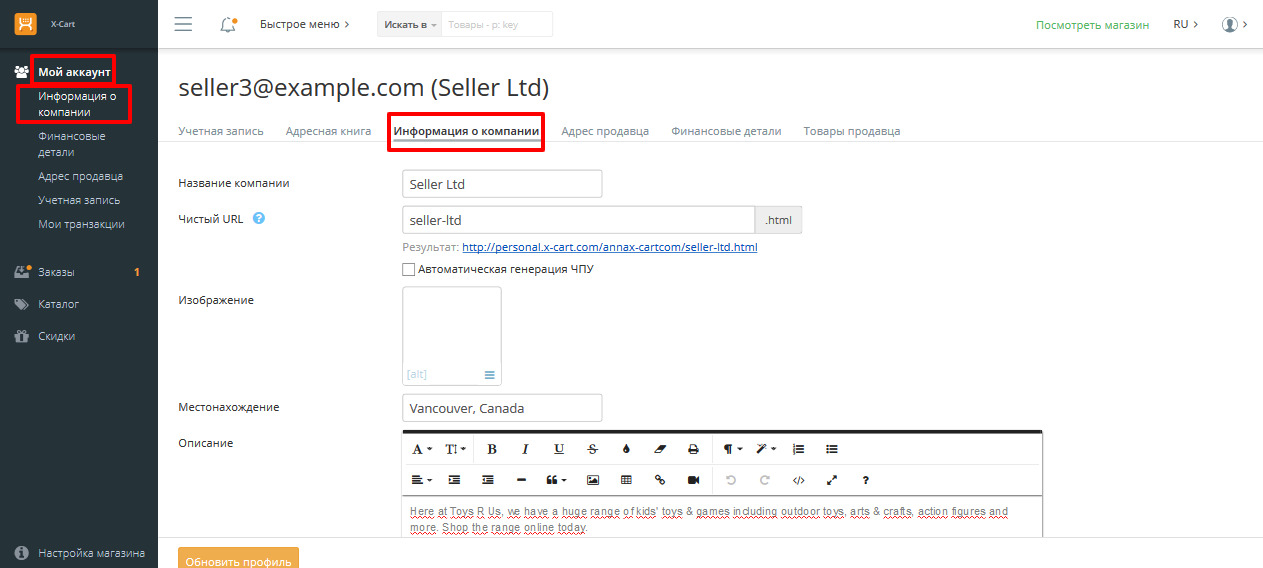 X-Cart
Быстрое меню
Искать в
Товары - p: key
Посмотреть магазин
RU
Мой аккаунт
Информация о
компании
Финансовые
детали
Адрес продавца
Учетная запись
Мои транзакции
Заказы 1
Каталог
Скидки
Настройка магазина
seller3@example.com (Seller Ltd)
Учетная запись Адресная книга Информация о компании Адрес продавца Финансовые детали Товары продавца
Название компании Seller Ltd
Чистый URL ? seller-ltd .html
Результат: http://personal.x-cart.com/annax-cartcom/seller-ltd.html
Автоматическая генерация ЧПУ
Изображение
[alt]
Местонахождение Vancouver, Canada
Описание
Here at Toys R Us, we have a huge range of kids' toys & games including outdoor toys, arts & crafts, action figures and
more. Shop the range online today.
Обновить профиль